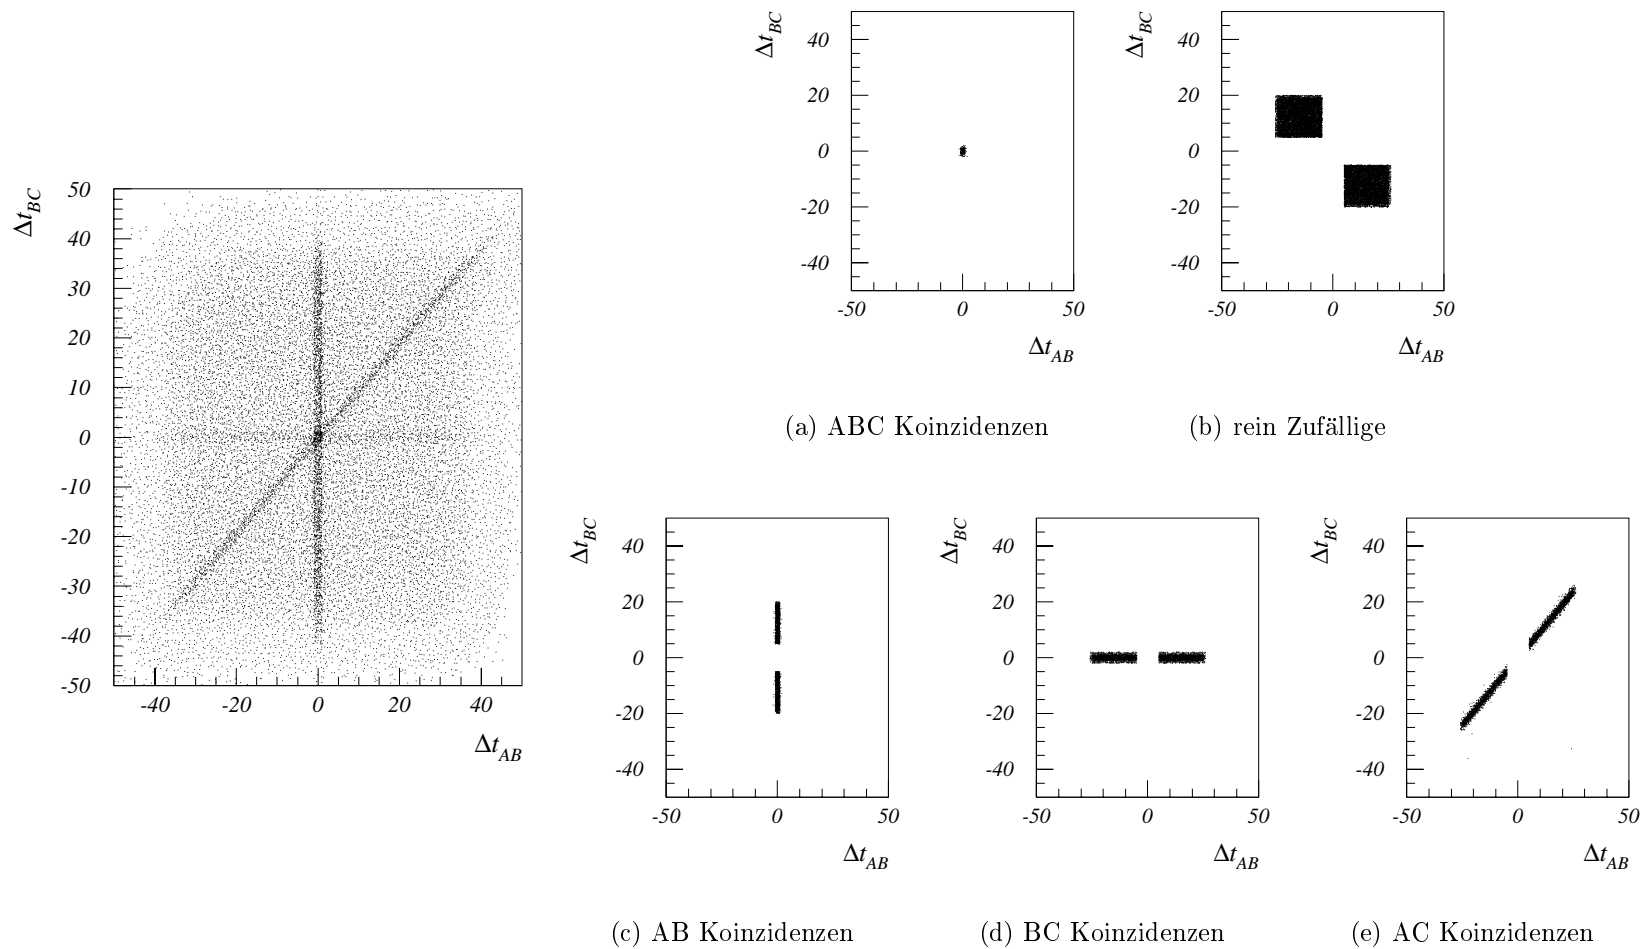 Δt_BC
50
40
30
20
10
0
-10
-20
-30
-40
-50
-40 -20 0 20 40
Δt_AB
Δt_BC
40
20
0
-20
-40
-50 0 50
Δt_AB
(a) ABC Koinzidenzen
Δt_BC
40
20
0
-20
-40
-50 0 50
Δt_AB
(b) rein Zufällige
Δt_BC
40
20
0
-20
-40
-50 0 50
Δt_AB
(c) AB Koinzidenzen
Δt_BC
40
20
0
-20
-40
-50 0 50
Δt_AB
(d) BC Koinzidenzen
Δt_BC
40
20
0
-20
-40
-50 0 50
Δt_AB
(e) AC Koinzidenzen